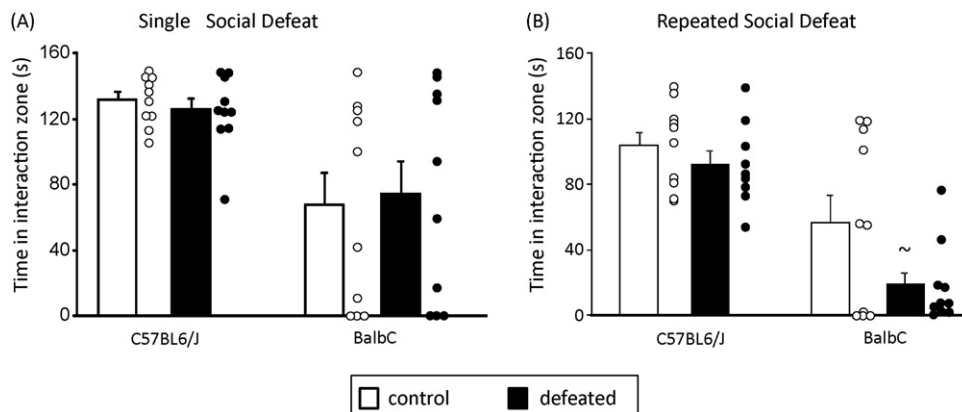 (A) Single Social Defeat
Time in interaction zone (s)
160
120
80
40
0
C57BL6/J BalbC
(B) Repeated Social Defeat
Time in interaction zone (s)
160
120
80
40
0
~
C57BL6/J BalbC
control defeated